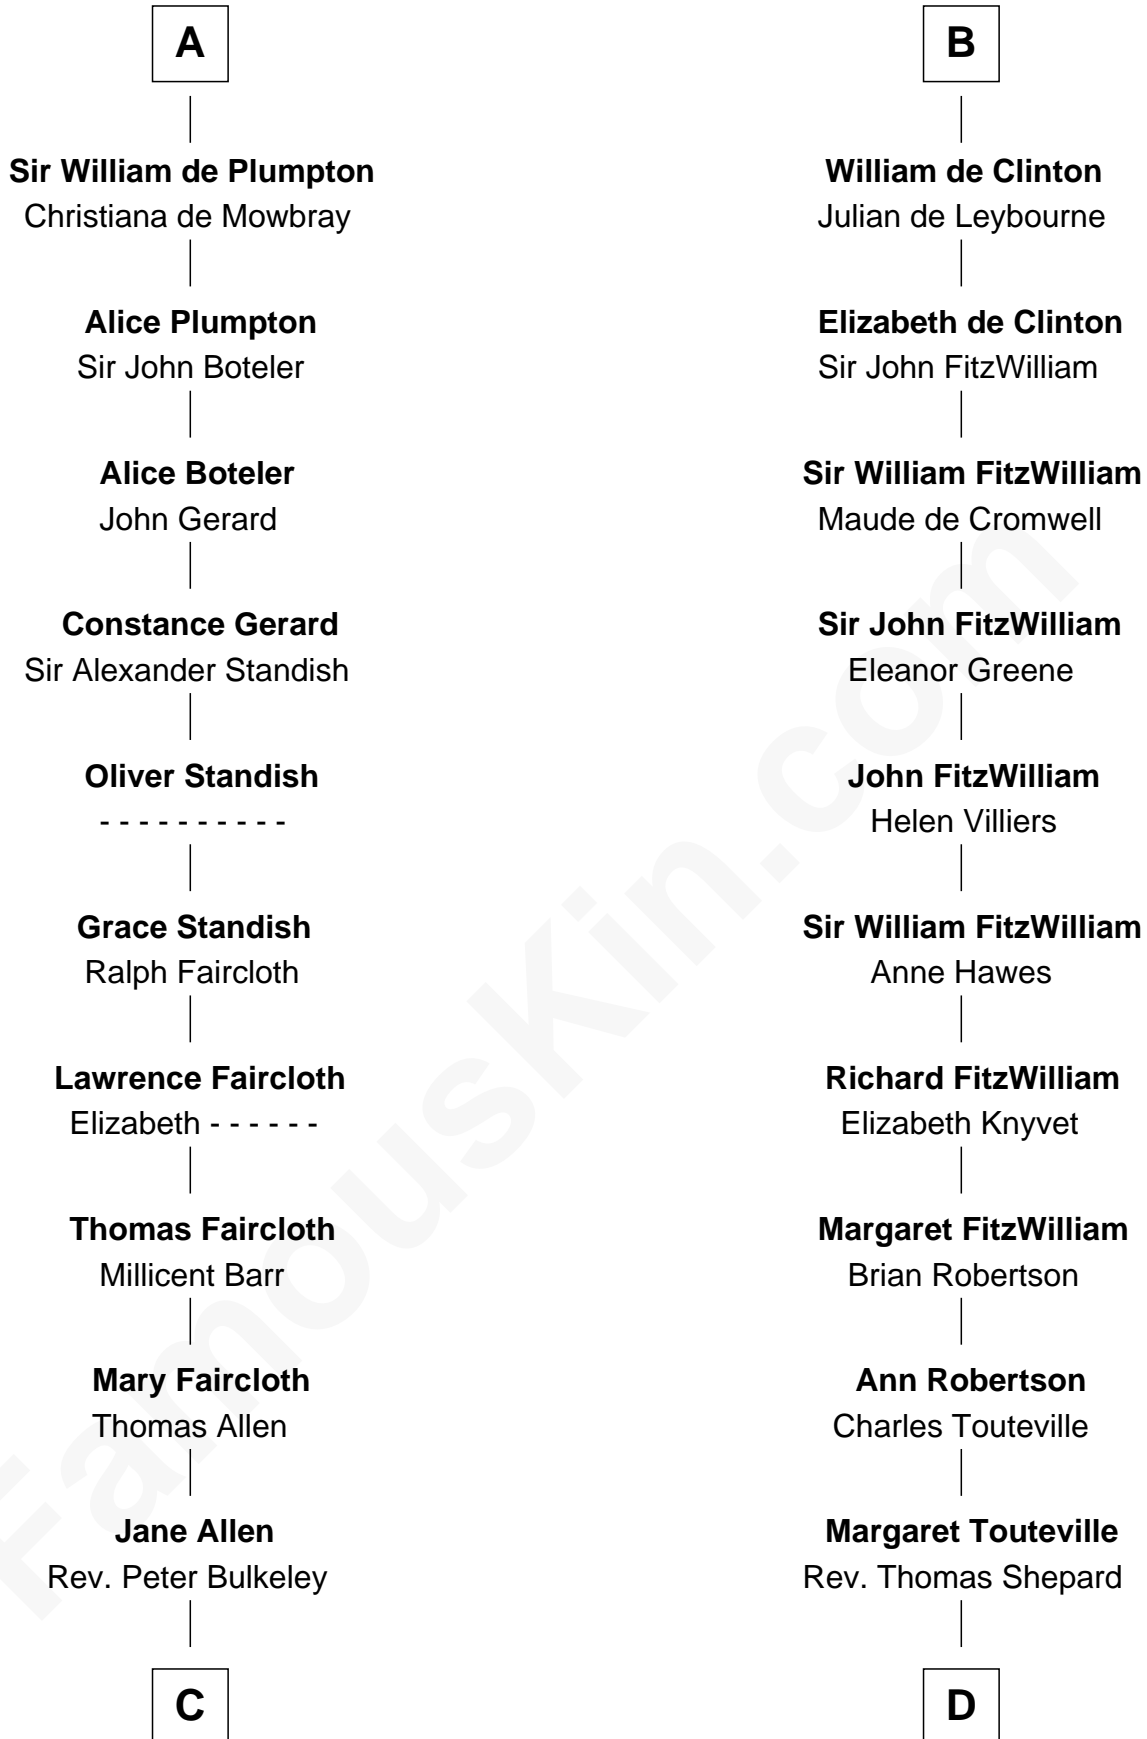 A
Sir William de Plumpton
Christiana de Mowbray
Alice Plumpton
Sir John Boteler
Alice Boteler
John Gerard
Constance Gerard
Sir Alexander Standish
Oliver Standish
- - - - - - - - - -
Grace Standish
Ralph Faircloth
Lawrence Faircloth
Elizabeth - - - - - -
Thomas Faircloth
Millicent Barr
Mary Faircloth
Thomas Allen
Jane Allen
Rev. Peter Bulkeley
C
B
William de Clinton
Julian de Leybourne
Elizabeth de Clinton
Sir John FitzWilliam
Sir William FitzWilliam
Maude de Cromwell
Sir John FitzWilliam
Eleanor Greene
John FitzWilliam
Helen Villiers
Sir William FitzWilliam
Anne Hawes
Richard FitzWilliam
Elizabeth Knyvet
Margaret FitzWilliam
Brian Robertson
Ann Robertson
Charles Touteville
Margaret Touteville
Rev. Thomas Shepard
D
FamousKin.com